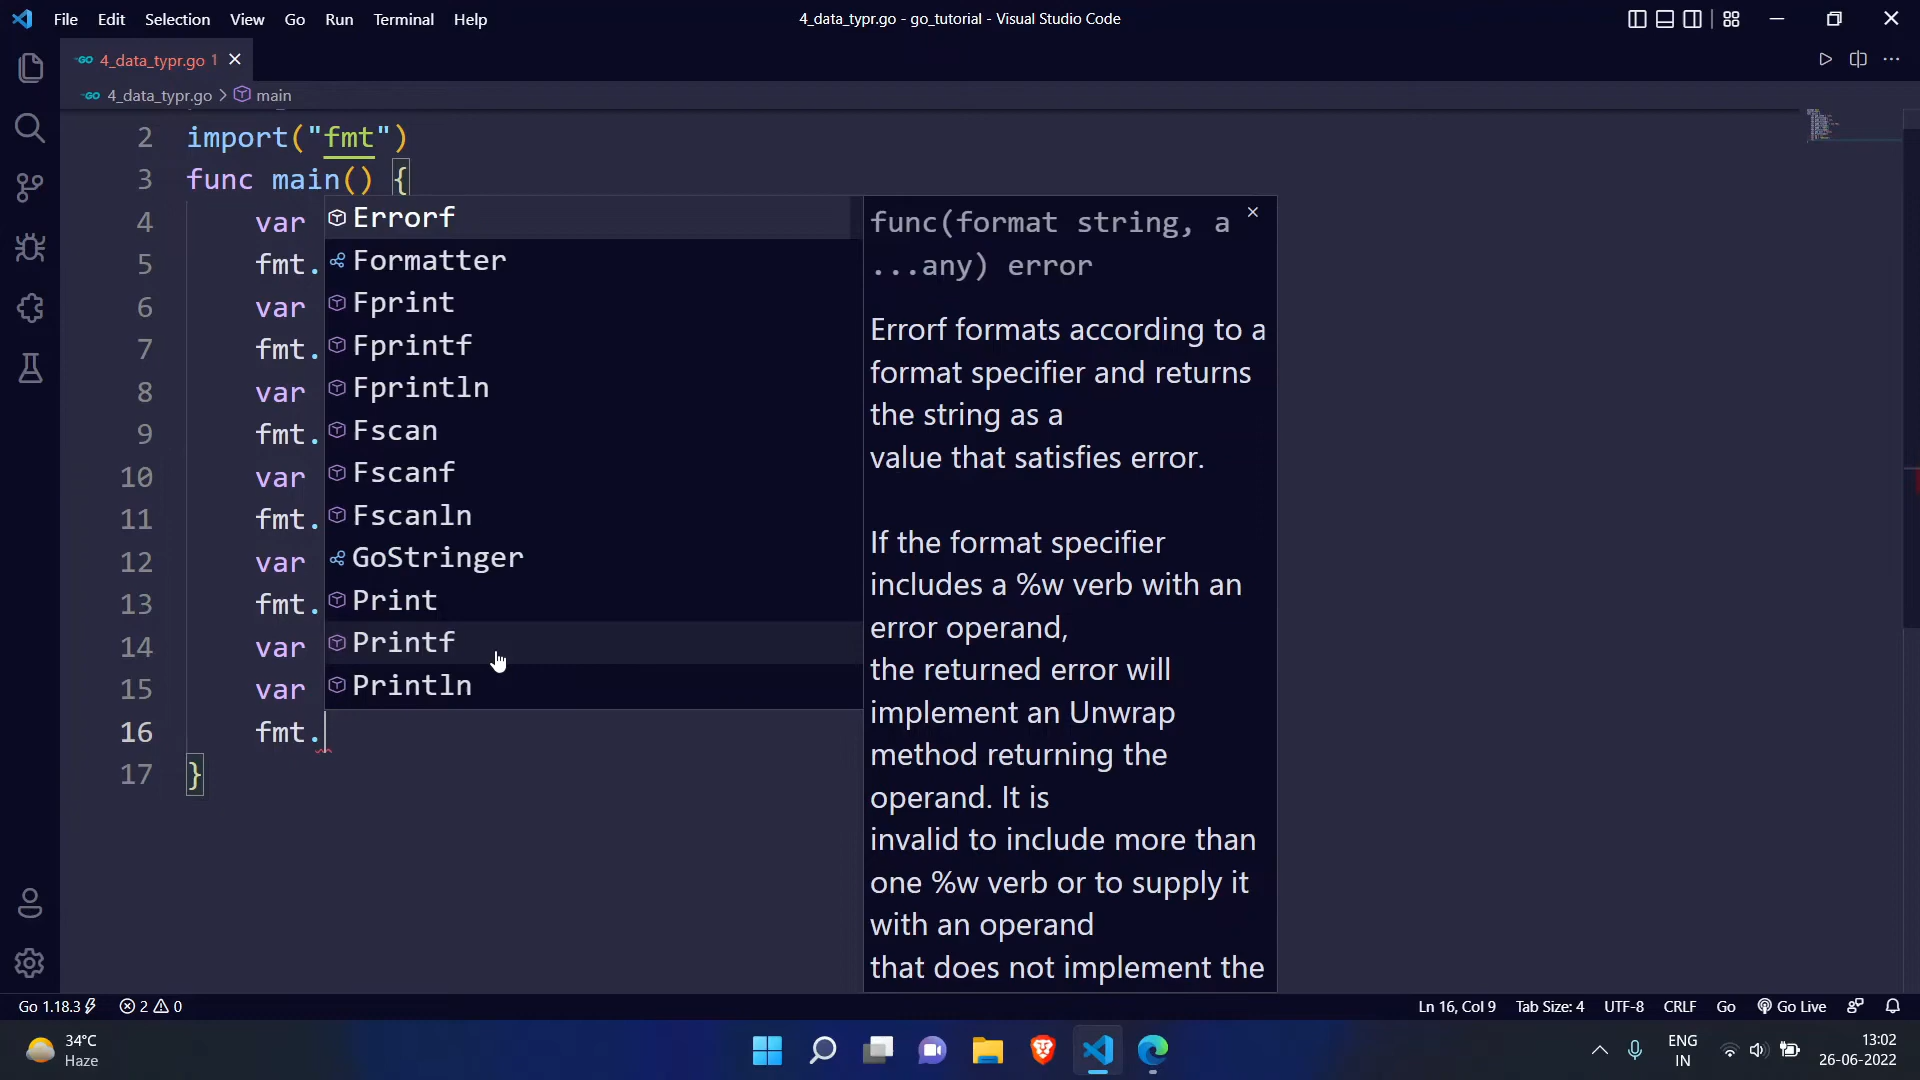 File Edit Selection View Go Run Terminal Help
4_data_typr.go - go_tutorial - Visual Studio Code
GO 4_data_typr.go 1
GO 4_data_typr.go > main
2 import("fmt")
3 func main() {
4 var
5 fmt.
6 var
7 fmt.
8 var
9 fmt.
10 var
11 fmt.
12 var
13 fmt.
14 var
15 var
16 fmt.
17 }
Errorf
Formatter
Fprint
Fprintf
Fprintln
Fscan
Fscanf
Fscanln
GoStringer
Print
Printf
Println
func(format string, a
...any) error
Errorf formats according to a
format specifier and returns
the string as a
value that satisfies error.
If the format specifier
includes a %w verb with an
error operand,
the returned error will
implement an Unwrap
method returning the
operand. It is
invalid to include more than
one %w verb or to supply it
with an operand
that does not implement the
Go 1.18.3 2 0
Ln 16, Col 9 Tab Size: 4 UTF-8 CRLF Go Go Live
34°C
Haze
ENG
IN
13:02
26-06-2022